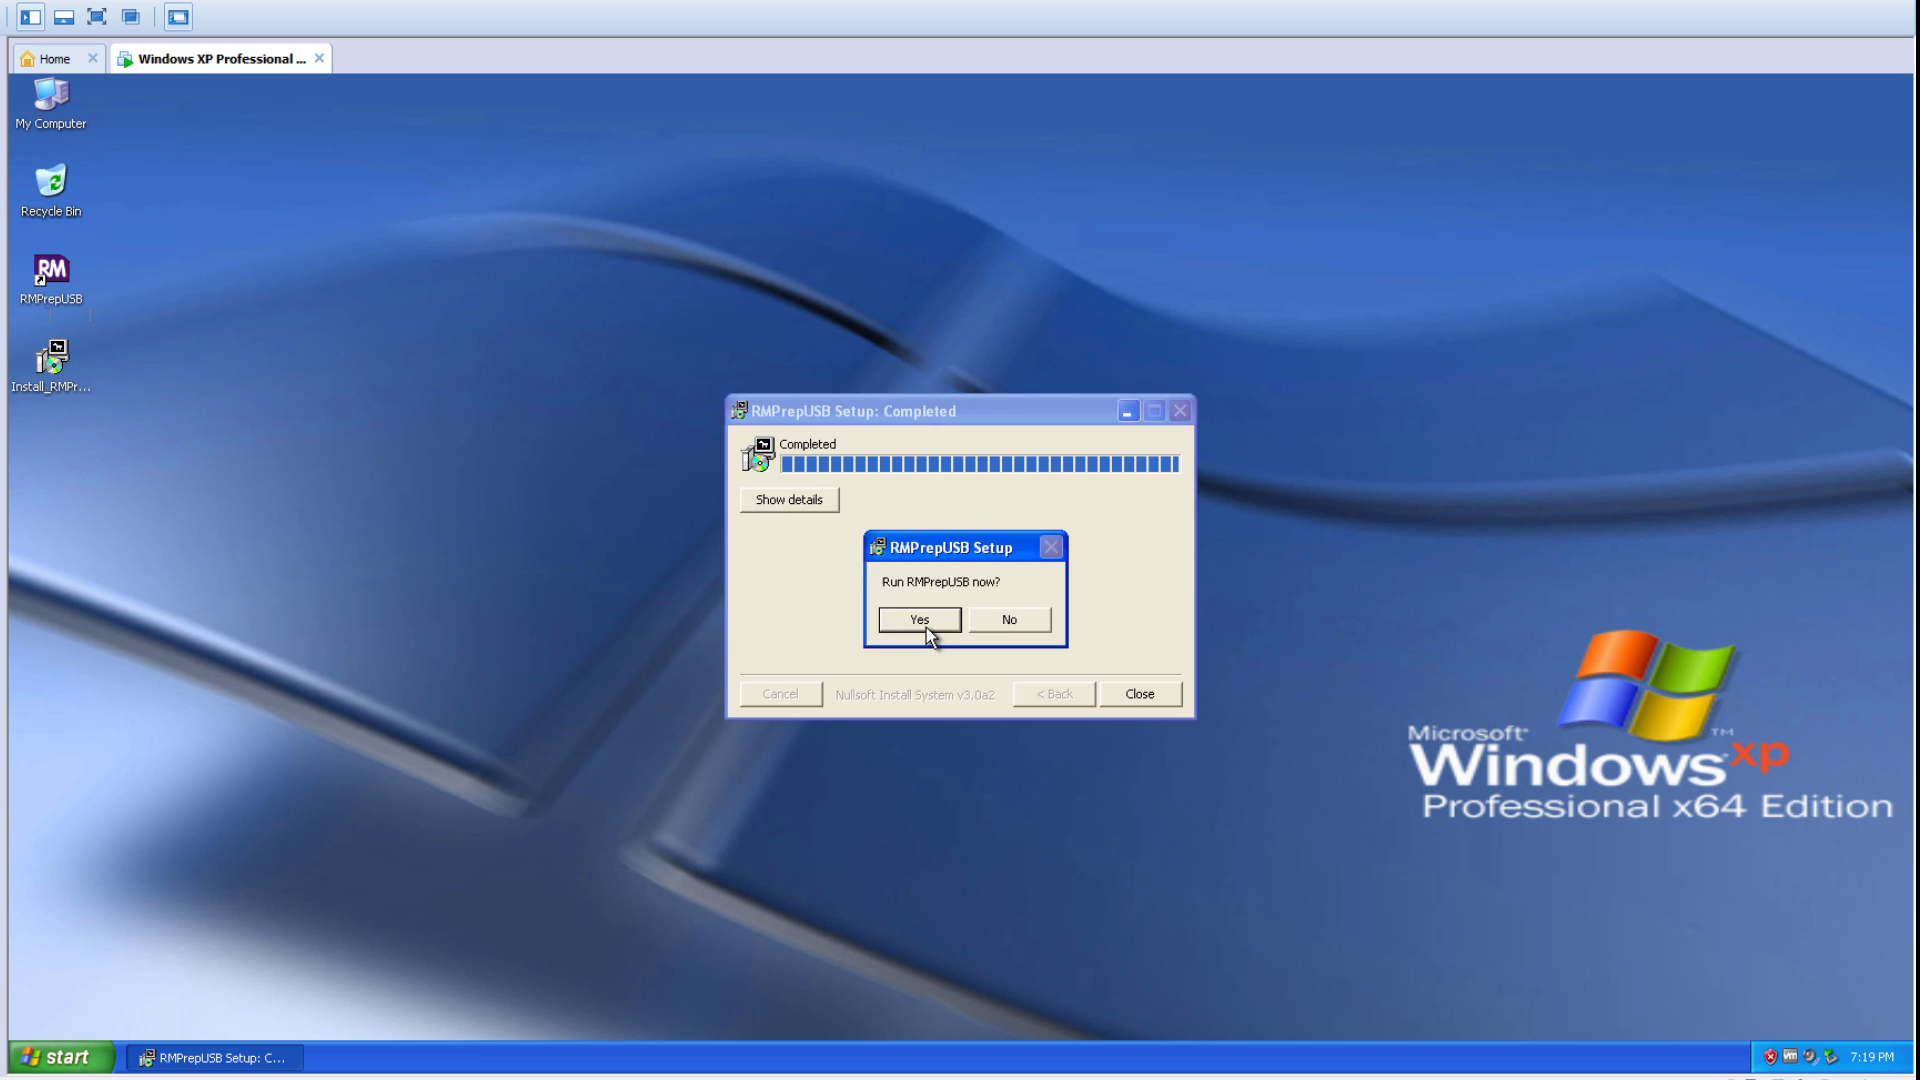 Home
Windows XP Professional ...
My Computer
Recycle Bin
RM
RMPrepUSB
Install_RMPr...
RMPrepUSB Setup: Completed
Completed
Show details
RMPrepUSB Setup
Run RMPrepUSB now?
Yes
No
Cancel
Nullsoft Install System v3.0a2
< Back
Close
Microsoft
Windows xp TM
Professional x64 Edition
start
RMPrepUSB Setup: C...
vm
7:19 PM